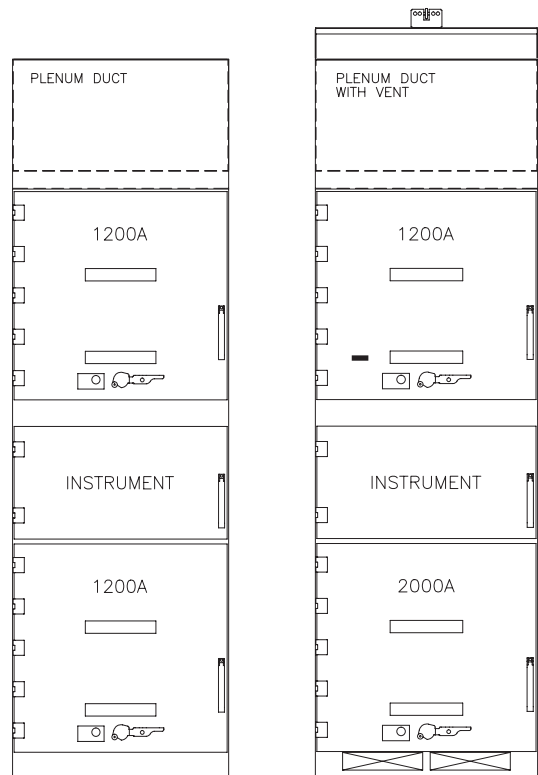 PLENUM DUCT
1200A
INSTRUMENT
1200A
PLENUM DUCT
WITH VENT
1200A
INSTRUMENT
2000A